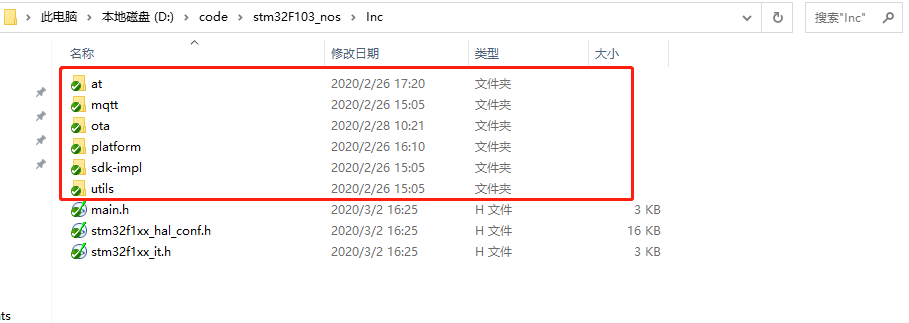 此电脑 > 本地磁盘 (D:) > code > stm32F103_nos > Inc
搜索"Inc"
名称 修改日期 类型 大小
at 2020/2/26 17:20 文件夹
mqtt 2020/2/26 15:05 文件夹
ota 2020/2/28 10:21 文件夹
platform 2020/2/26 16:10 文件夹
sdk-impl 2020/2/26 15:05 文件夹
utils 2020/2/26 15:05 文件夹
main.h 2020/3/2 16:25 H 文件 3 KB
stm32f1xx_hal_conf.h 2020/3/2 16:25 H 文件 16 KB
stm32f1xx_it.h 2020/3/2 16:25 H 文件 3 KB
nts